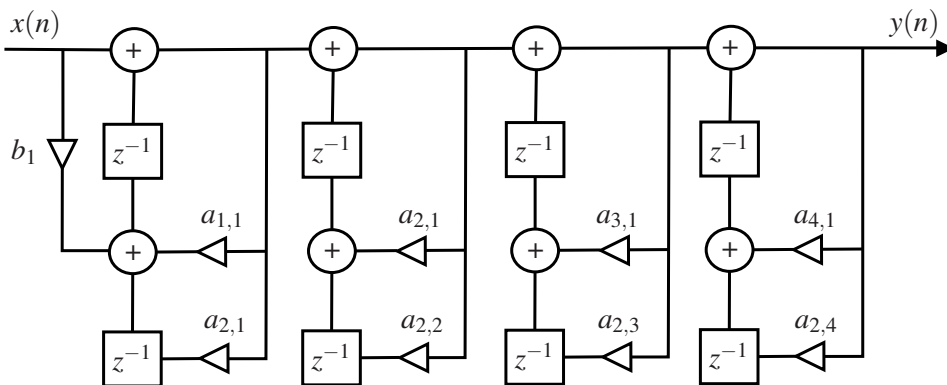 x(n) y(n)
+ + + +
b₁ z⁻¹ z⁻¹ z⁻¹ z⁻¹
a₁,₁ a₂,₁ a₃,₁ a₄,₁
+ + + +
a₂,₁ a₂,₂ a₂,₃ a₂,₄
z⁻¹ z⁻¹ z⁻¹ z⁻¹